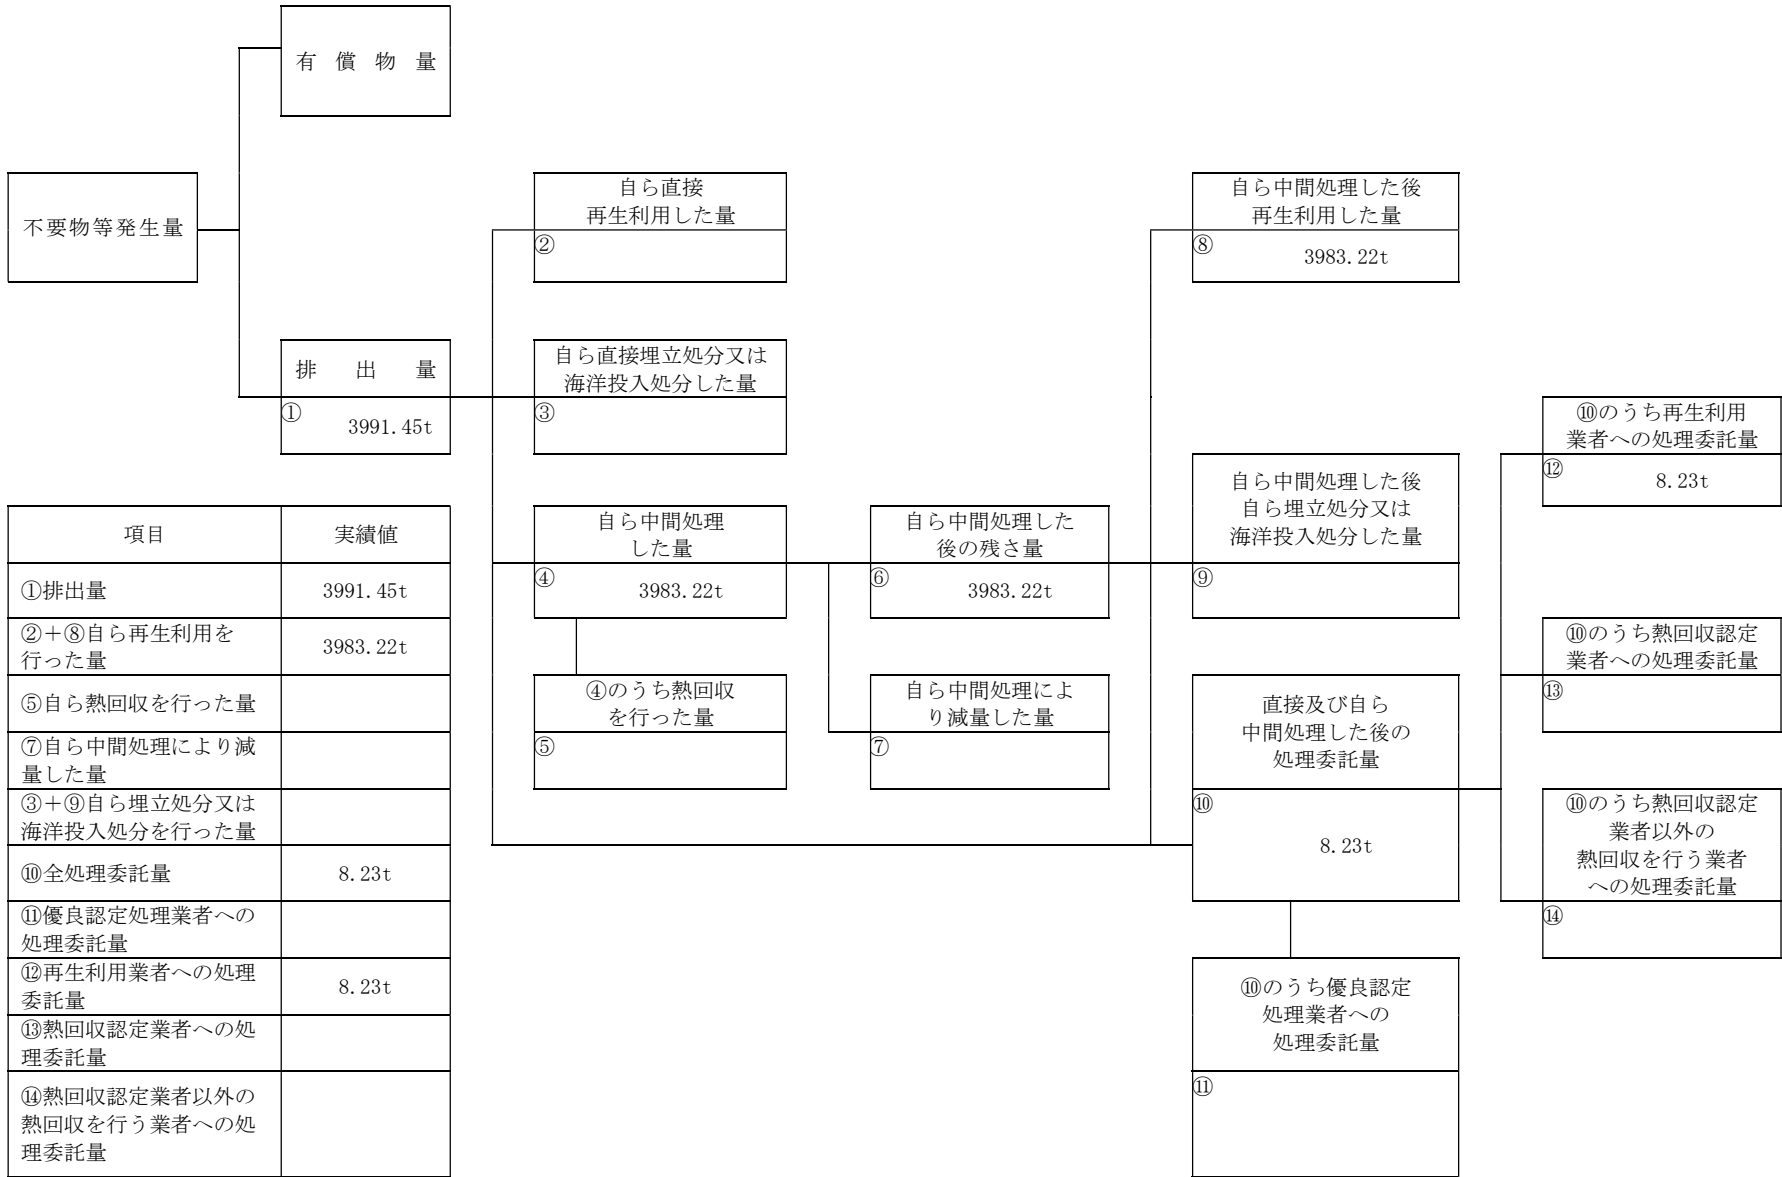 有 償 物 量
不要物等発生量
自ら直接
再生利用した量
②
自ら中間処理した後
再生利用した量
⑧
3983.22t
排 出 量
①
3991.45t
自ら直接埋立処分又は
海洋投入処分した量
③
⑩のうち再生利用
業者への処理委託量
⑫
8.23t
自ら中間処理した後
自ら埋立処分又は
海洋投入処分した量
⑨
自ら中間処理
した量
④
3983.22t
自ら中間処理した
後の残さ量
⑥
3983.22t
⑩のうち熱回収認定
業者への処理委託量
⑬
④のうち熱回収
を行った量
⑤
自ら中間処理によ
り減量した量
⑦
直接及び自ら
中間処理した後の
処理委託量
⑩
8.23t
⑩のうち熱回収認定
業者以外の
熱回収を行う業者
への処理委託量
⑭
⑩のうち優良認定
処理業者への
処理委託量
⑪
項目 実績値
①排出量 3991.45t
②＋⑧自ら再生利用を
行った量 3983.22t
⑤自ら熱回収を行った量
⑦自ら中間処理により減
量した量
③＋⑨自ら埋立処分又は
海洋投入処分を行った量
⑩全処理委託量 8.23t
⑪優良認定処理業者への
処理委託量
⑫再生利用業者への処理
委託量 8.23t
⑬熱回収認定業者への処
理委託量
⑭熱回収認定業者以外の
熱回収を行う業者への処
理委託量